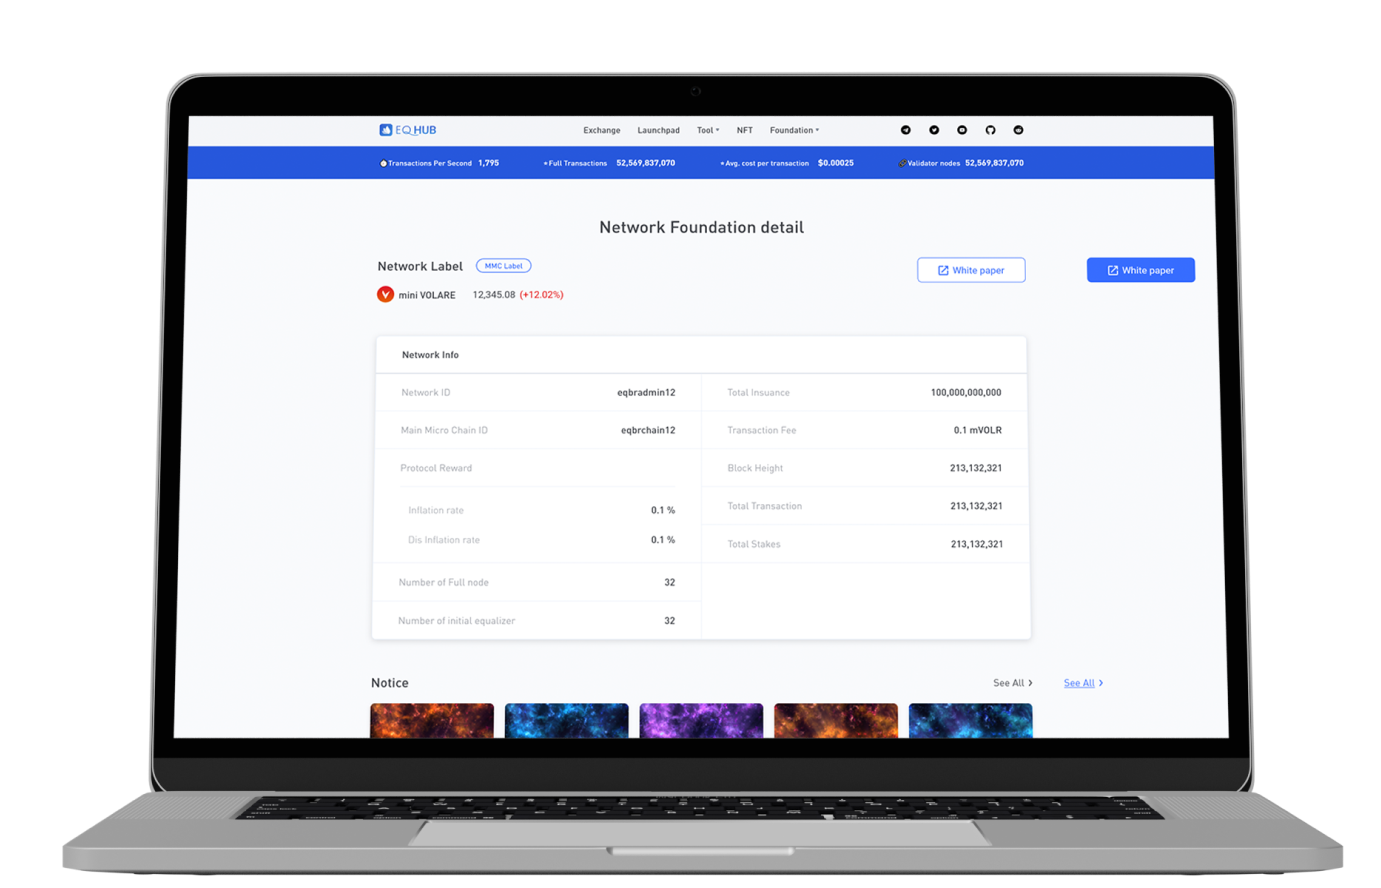 EQ HUB Exchange Launchpad Tool NFT Foundation
Transactions Per Second 1,795 Full Transactions 52,569,837,070 Avg. cost per transaction $0.00025 Validator nodes 52,569,837,070
Network Foundation detail
Network Label MMC Label White paper White paper
mini VOLARE 12,345.08 (+12.02%)
Network Info
Network ID eqbradmin12 Total Insuance 100,000,000,000
Main Micro Chain ID eqbrchain12 Transaction Fee 0.1 mVOLR
Protocol Reward Block Height 213,132,321
Inflation rate 0.1 % Total Transaction 213,132,321
Dis Inflation rate 0.1 % Total Stakes 213,132,321
Number of Full node 32
Number of initial equalizer 32
Notice See All > See All >